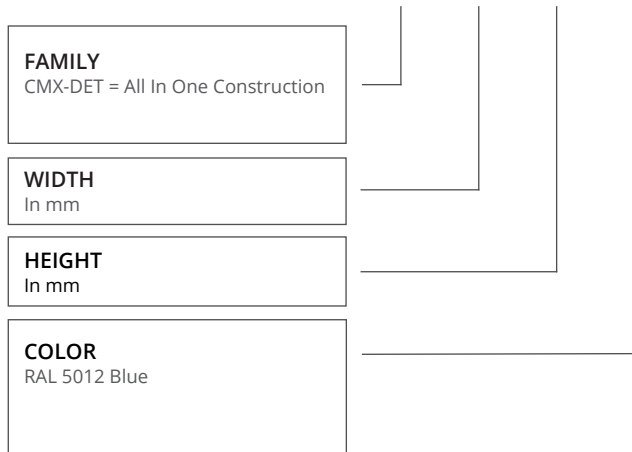 FAMILY
CMX-DET = All In One Construction
WIDTH
In mm
HEIGHT
In mm
COLOR
RAL 5012 Blue